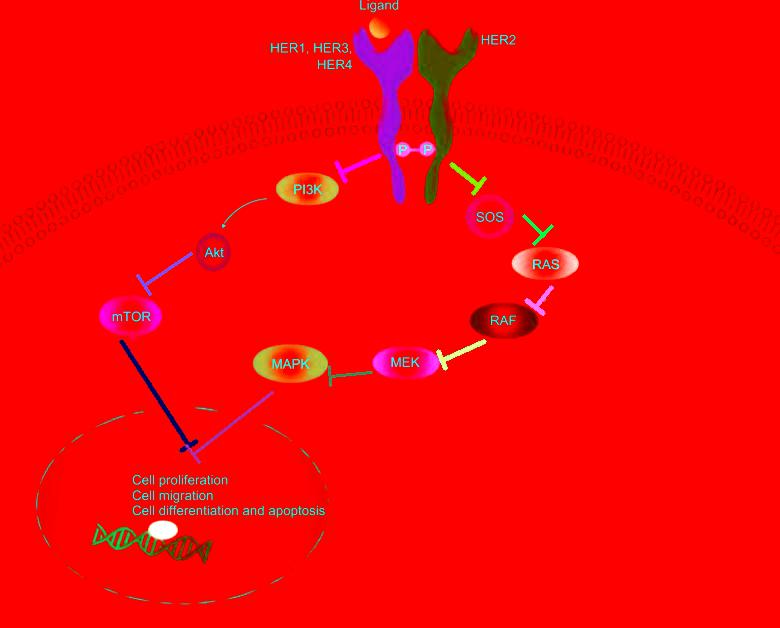 Ligand
HER1, HER3,
HER4
HER2
P P
PI3K
SOS
Akt
RAS
mTOR
RAF
MAPK
MEK
Cell proliferation
Cell migration
Cell differentiation and apoptosis